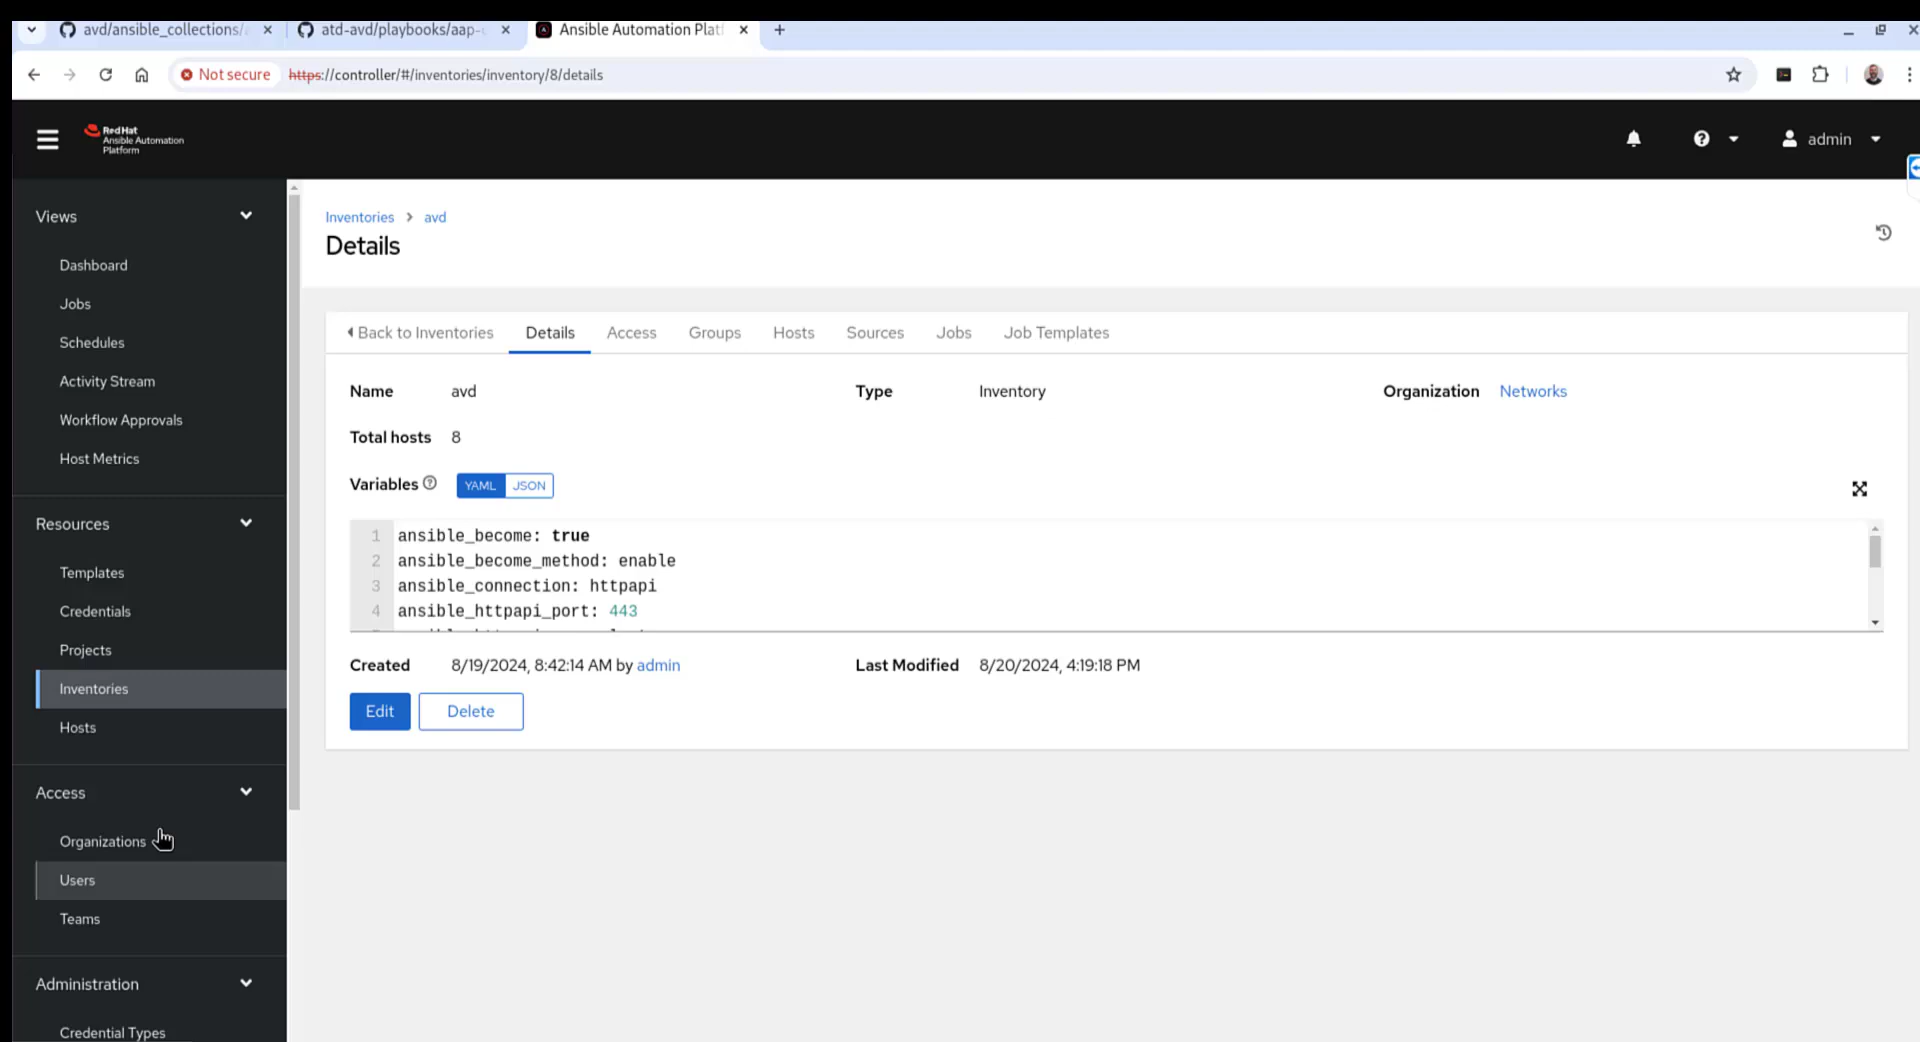 avd/ansible_collections/
atd-avd/playbooks/aap-
Ansible Automation Plat
Not secure
https://controller/#/inventories/inventory/8/details
Red Hat
Ansible Automation
Platform
admin
Views
Dashboard
Jobs
Schedules
Activity Stream
Workflow Approvals
Host Metrics
Resources
Templates
Credentials
Projects
Inventories
Hosts
Access
Organizations
Users
Teams
Administration
Credential Types
Inventories > avd
Details
Back to Inventories Details Access Groups Hosts Sources Jobs Job Templates
Name avd Type Inventory Organization Networks
Total hosts 8
Variables YAML JSON
1 ansible_become: true
2 ansible_become_method: enable
3 ansible_connection: httpapi
4 ansible_httpapi_port: 443
Created 8/19/2024, 8:42:14 AM by admin Last Modified 8/20/2024, 4:19:18 PM
Edit Delete